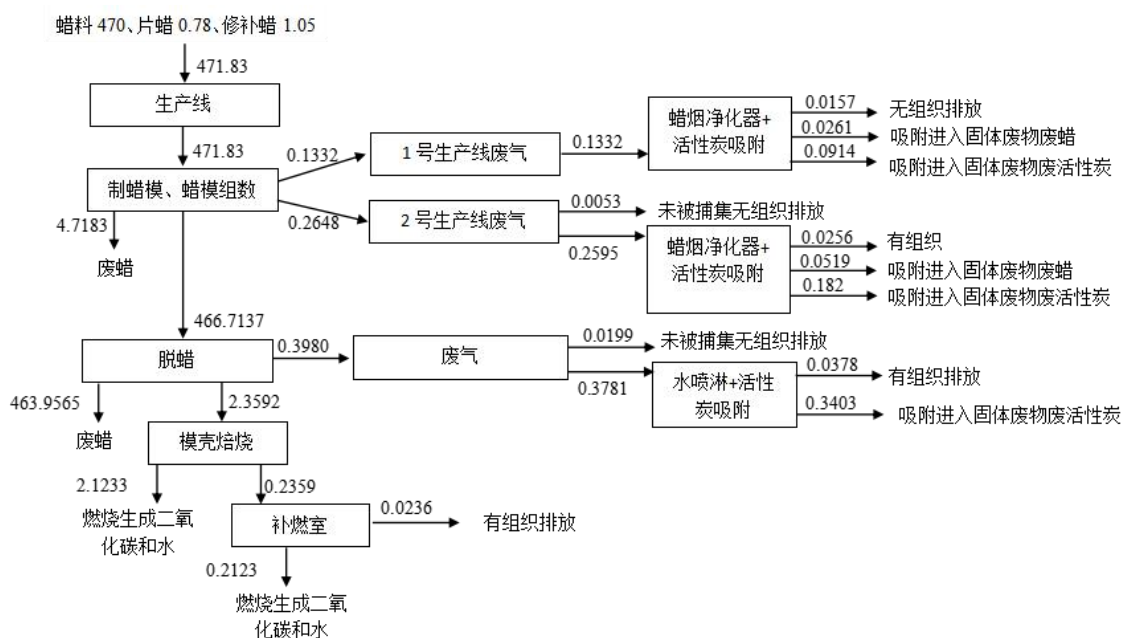 蜡料 470、片蜡 0.78、修补蜡 1.05
471.83
生产线
471.83
制蜡模、蜡模组数
4.7183
废蜡
0.1332
1 号生产线废气
0.1332
蜡烟净化器+
活性炭吸附
0.0157
无组织排放
0.0261
吸附进入固体废物废蜡
0.0914
吸附进入固体废物废活性炭
0.2648
2 号生产线废气
0.0053
未被捕集无组织排放
0.2595
蜡烟净化器+
活性炭吸附
0.0256
有组织
0.0519
吸附进入固体废物废蜡
0.182
吸附进入固体废物废活性炭
466.7137
脱蜡
0.3980
废气
0.0199
未被捕集无组织排放
0.3781
水喷淋+活性
炭吸附
0.0378
有组织排放
0.3403
吸附进入固体废物废活性炭
463.9565
废蜡
2.3592
模壳焙烧
2.1233
燃烧生成二氧
化碳和水
0.2359
补燃室
0.0236
有组织排放
0.2123
燃烧生成二氧
化碳和水